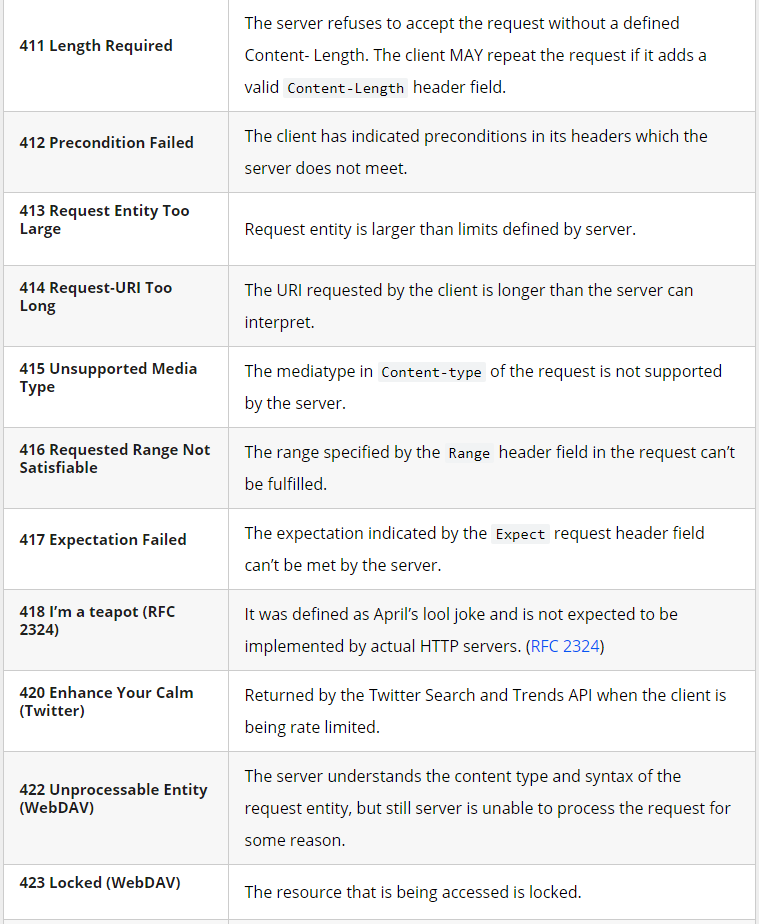 411 Length Required
The server refuses to accept the request without a defined
Content- Length. The client MAY repeat the request if it adds a
valid Content-Length header field.
412 Precondition Failed
The client has indicated preconditions in its headers which the
server does not meet.
413 Request Entity Too
Large
Request entity is larger than limits defined by server.
414 Request-URI Too
Long
The URI requested by the client is longer than the server can
interpret.
415 Unsupported Media
Type
The mediatype in Content-type of the request is not supported
by the server.
416 Requested Range Not
Satisfiable
The range specified by the Range header field in the request can’t
be fulfilled.
417 Expectation Failed
The expectation indicated by the Expect request header field
can’t be met by the server.
418 I’m a teapot (RFC
2324)
It was defined as April’s lool joke and is not expected to be
implemented by actual HTTP servers. (RFC 2324)
420 Enhance Your Calm
(Twitter)
Returned by the Twitter Search and Trends API when the client is
being rate limited.
422 Unprocessable Entity
(WebDAV)
The server understands the content type and syntax of the
request entity, but still server is unable to process the request for
some reason.
423 Locked (WebDAV)
The resource that is being accessed is locked.